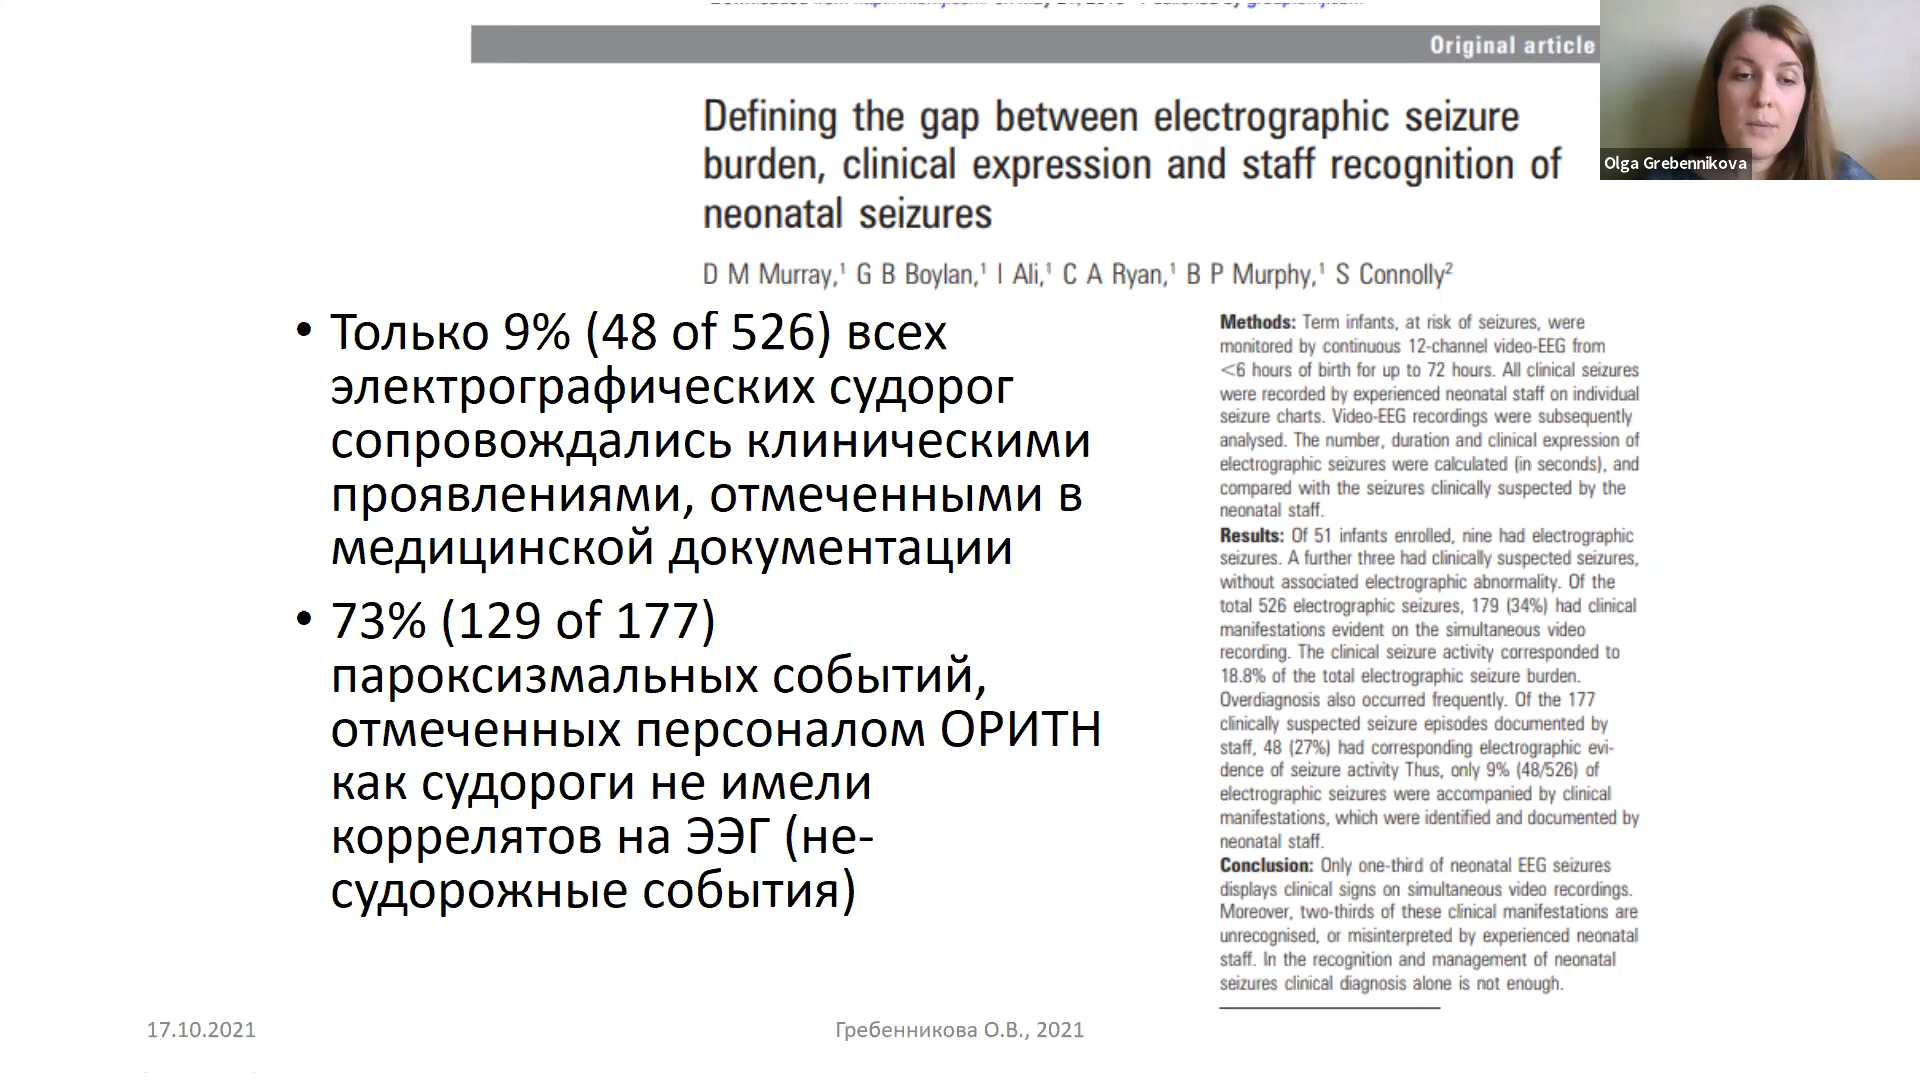 Original article
Defining the gap between electrographic seizure
burden, clinical expression and staff recognition of
neonatal seizures
D M Murray,¹ G B Boylan,¹ I Ali,¹ C A Ryan,¹ B P Murphy,¹ S Connolly²
Olga Grebennikova
• Только 9% (48 of 526) всех
электрографических судорог
сопровождались клиническими
проявлениями, отмеченными в
медицинской документации
• 73% (129 of 177)
пароксизмальных событий,
отмеченных персоналом ОРИТН
как судороги не имели
коррелятов на ЭЭГ (не-
судорожные события)
Methods: Term infants, at risk of seizures, were
monitored by continuous 12-channel video-EEG from
<6 hours of birth for up to 72 hours. All clinical seizures
were recorded by experienced neonatal staff on individual
seizure charts. Video-EEG recordings were subsequently
analysed. The number, duration and clinical expression of
electrographic seizures were calculated (in seconds), and
compared with the seizures clinically suspected by the
neonatal staff.
Results: Of 51 infants enrolled, nine had electrographic
seizures. A further three had clinically suspected seizures,
without associated electrographic abnormality. Of the
total 526 electrographic seizures, 179 (34%) had clinical
manifestations evident on the simultaneous video
recording. The clinical seizure activity corresponded to
18.8% of the total electrographic seizure burden.
Overdiagnosis also occurred frequently. Of the 177
clinically suspected seizure episodes documented by
staff, 48 (27%) had corresponding electrographic evi-
dence of seizure activity Thus, only 9% (48/526) of
electrographic seizures were accompanied by clinical
manifestations, which were identified and documented by
neonatal staff.
Conclusion: Only one-third of neonatal EEG seizures
displays clinical signs on simultaneous video recordings.
Moreover, two-thirds of these clinical manifestations are
unrecognised, or misinterpreted by experienced neonatal
staff. In the recognition and management of neonatal
seizures clinical diagnosis alone is not enough.
17.10.2021
Гребенникова О.В., 2021